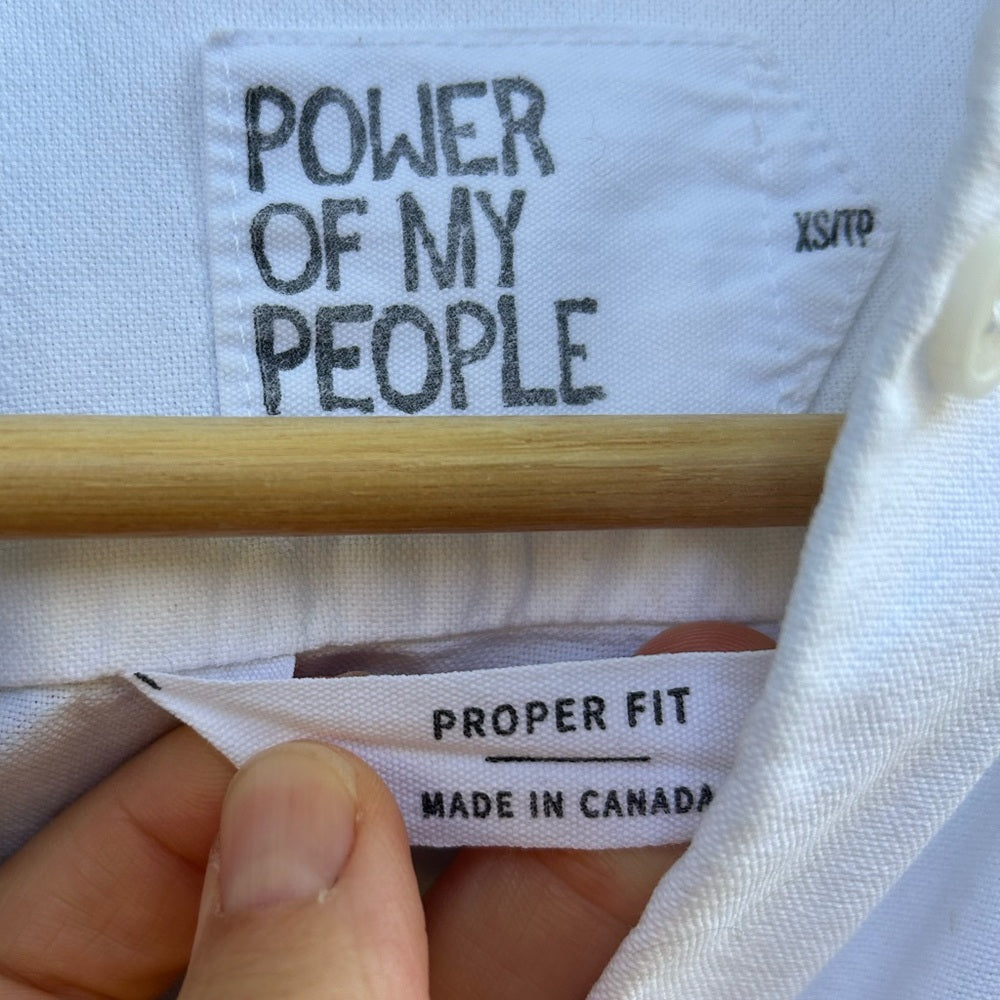 POWER
OF MY
PEOPLE
XS/TP
PROPER FIT
MADE IN CANADA